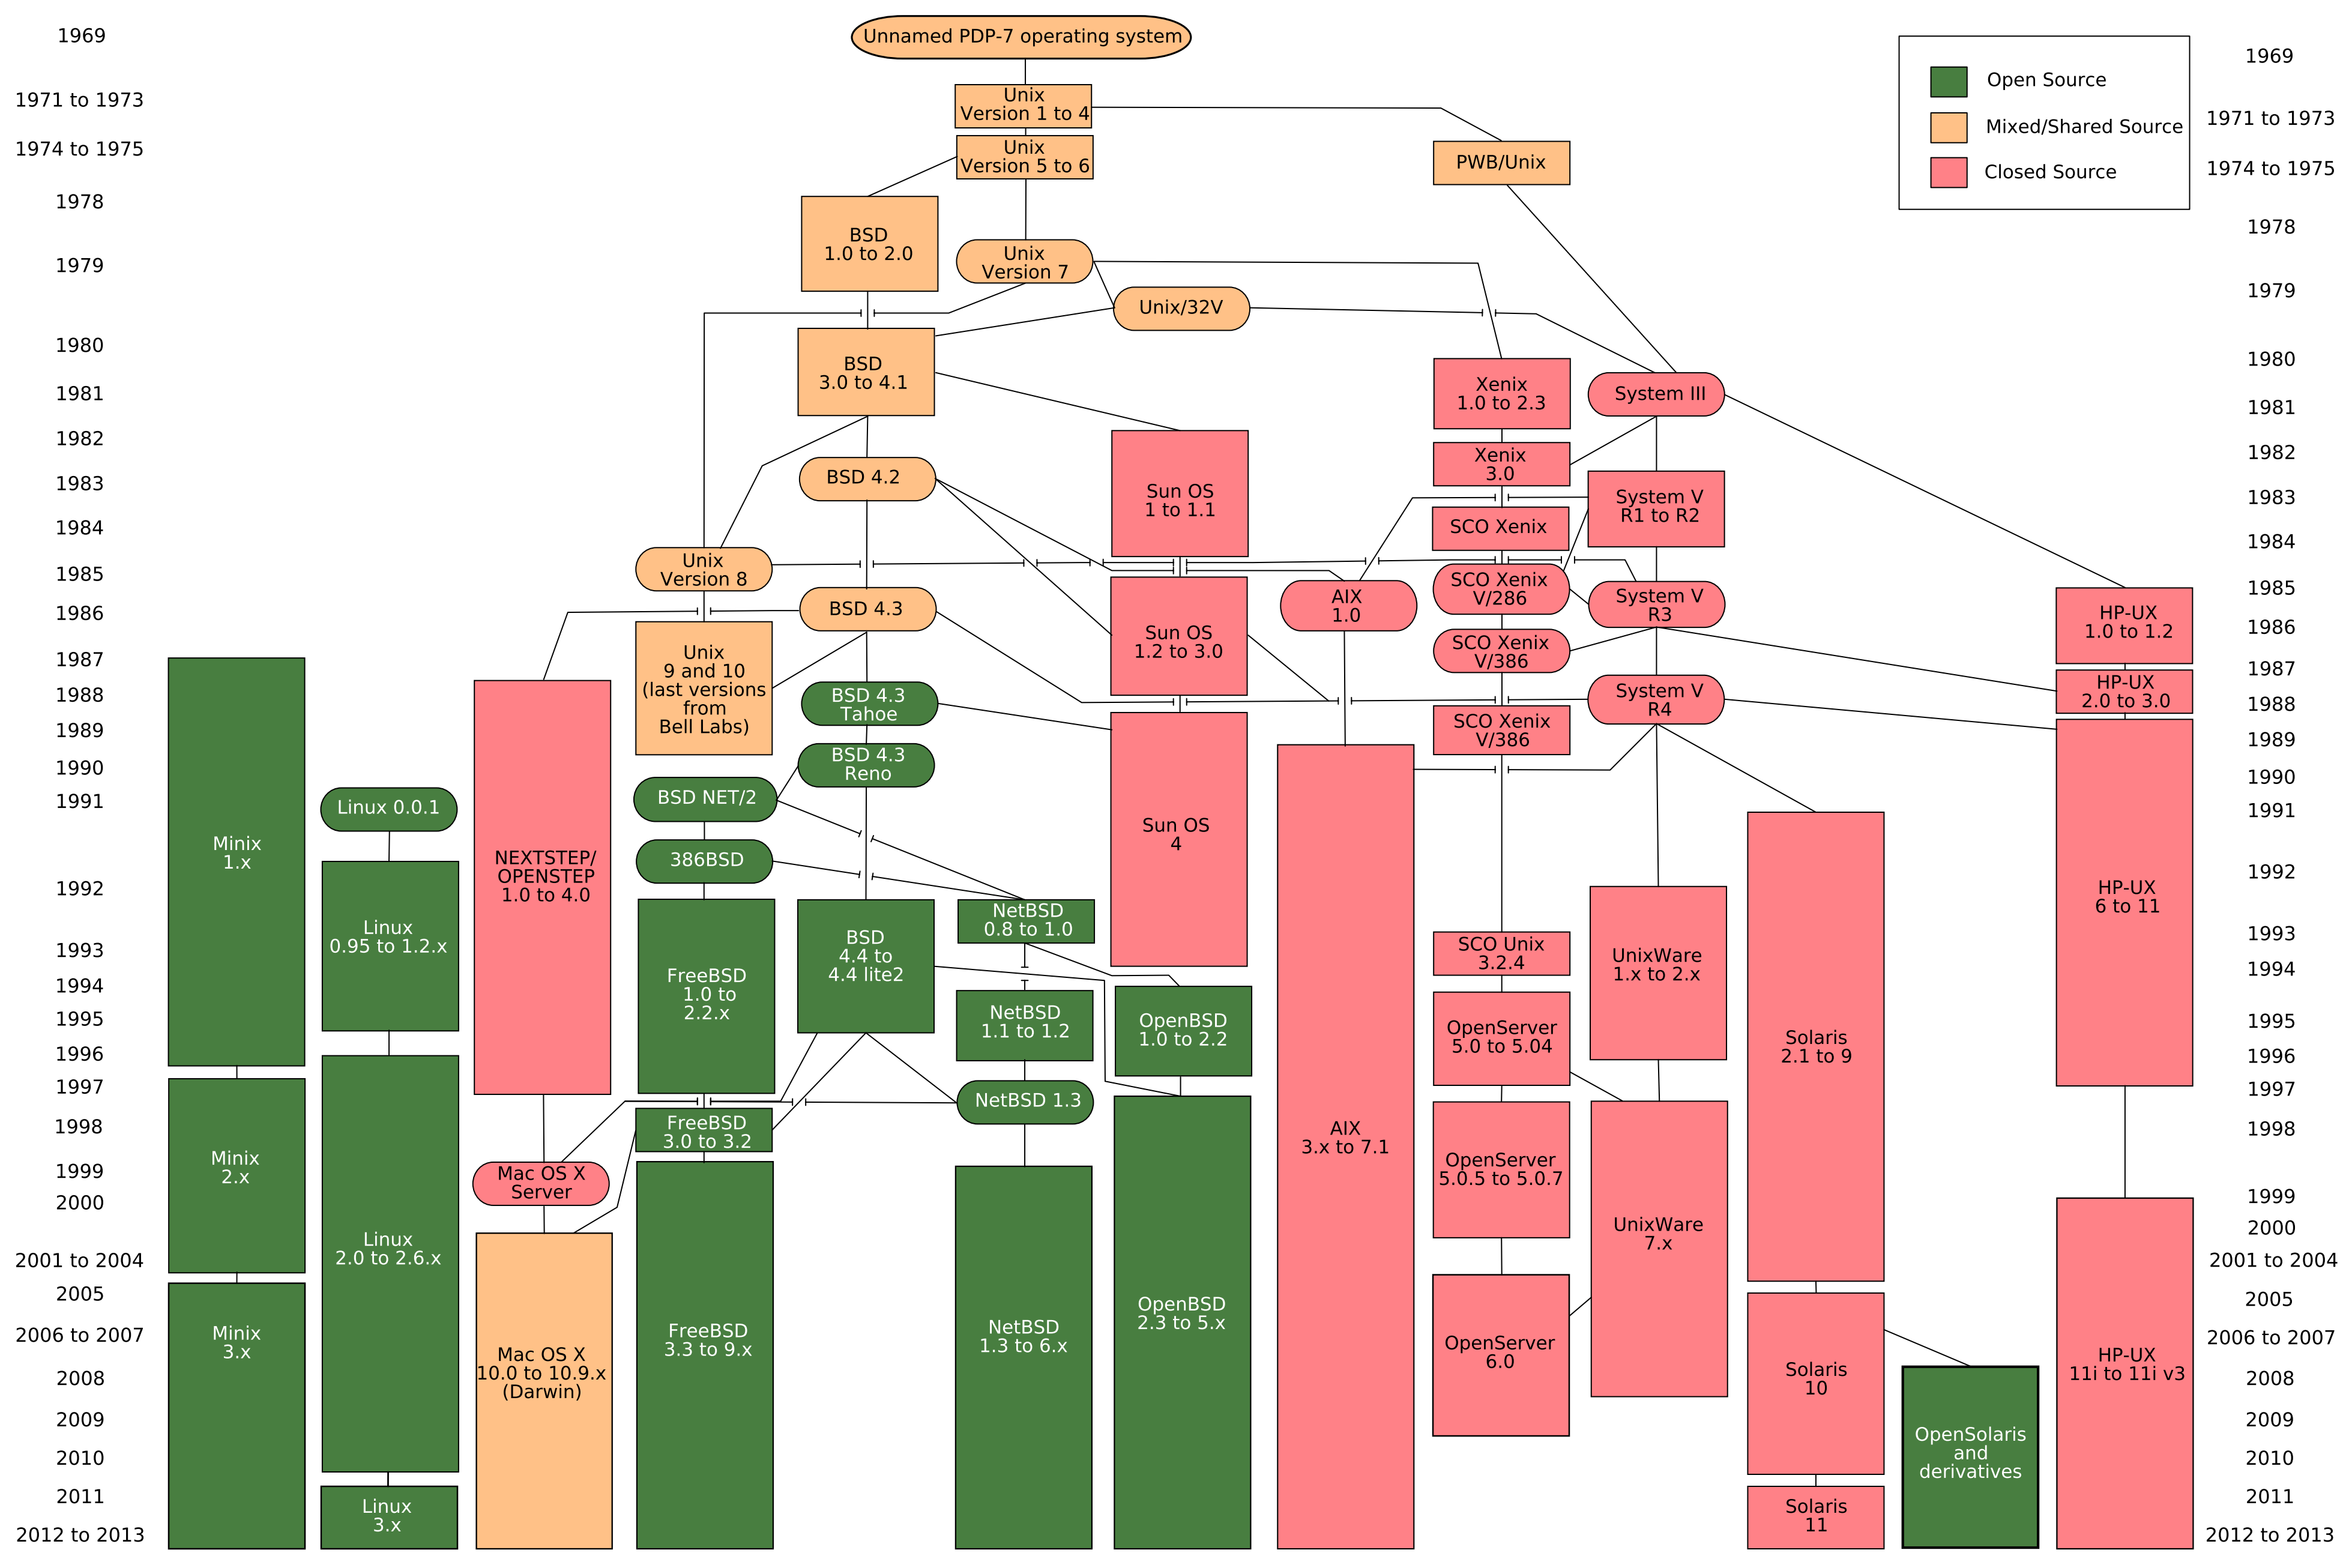 1969
1971 to 1973
1974 to 1975
1978
1979
1980
1981
1982
1983
1984
1985
1986
1987
1988
1989
1990
1991
1992
1993
1994
1995
1996
1997
1998
1999
2000
2001 to 2004
2005
2006 to 2007
2008
2009
2010
2011
2012 to 2013
Unnamed PDP-7 operating system
Unix
Version 1 to 4
Unix
Version 5 to 6
PWB/Unix
BSD
1.0 to 2.0
Unix
Version 7
Unix/32V
BSD
3.0 to 4.1
Xenix
1.0 to 2.3
System III
Xenix
3.0
BSD 4.2
Sun OS
1 to 1.1
System V
R1 to R2
SCO Xenix
Unix
Version 8
SCO Xenix
V/286
AIX
1.0
System V
R3
BSD 4.3
HP-UX
1.0 to 1.2
Sun OS
1.2 to 3.0
SCO Xenix
V/386
Unix
9 and 10
(last versions
from
Bell Labs)
HP-UX
2.0 to 3.0
BSD 4.3
Tahoe
System V
R4
SCO Xenix
V/386
BSD 4.3
Reno
BSD NET/2
Linux 0.0.1
Minix
1.x
Sun OS
4
386BSD
NEXTSTEP/
OPENSTEP
1.0 to 4.0
HP-UX
6 to 11
NetBSD
0.8 to 1.0
Linux
0.95 to 1.2.x
BSD
4.4 to
4.4 lite2
SCO Unix
3.2.4
UnixWare
1.x to 2.x
FreeBSD
1.0 to
2.2.x
NetBSD
1.1 to 1.2
OpenBSD
1.0 to 2.2
OpenServer
5.0 to 5.04
Solaris
2.1 to 9
NetBSD 1.3
FreeBSD
3.0 to 3.2
AIX
3.x to 7.1
Minix
2.x
OpenServer
5.0.5 to 5.0.7
Mac OS X
Server
UnixWare
7.x
Linux
2.0 to 2.6.x
OpenBSD
2.3 to 5.x
Minix
3.x
FreeBSD
3.3 to 9.x
NetBSD
1.3 to 6.x
OpenServer
6.0
Mac OS X
10.0 to 10.9.x
(Darwin)
Solaris
10
HP-UX
11i to 11i v3
OpenSolaris
and
derivatives
Linux
3.x
Solaris
11
Open Source
Mixed/Shared Source
Closed Source
1969
1971 to 1973
1974 to 1975
1978
1979
1980
1981
1982
1983
1984
1985
1986
1987
1988
1989
1990
1991
1992
1993
1994
1995
1996
1997
1998
1999
2000
2001 to 2004
2005
2006 to 2007
2008
2009
2010
2011
2012 to 2013